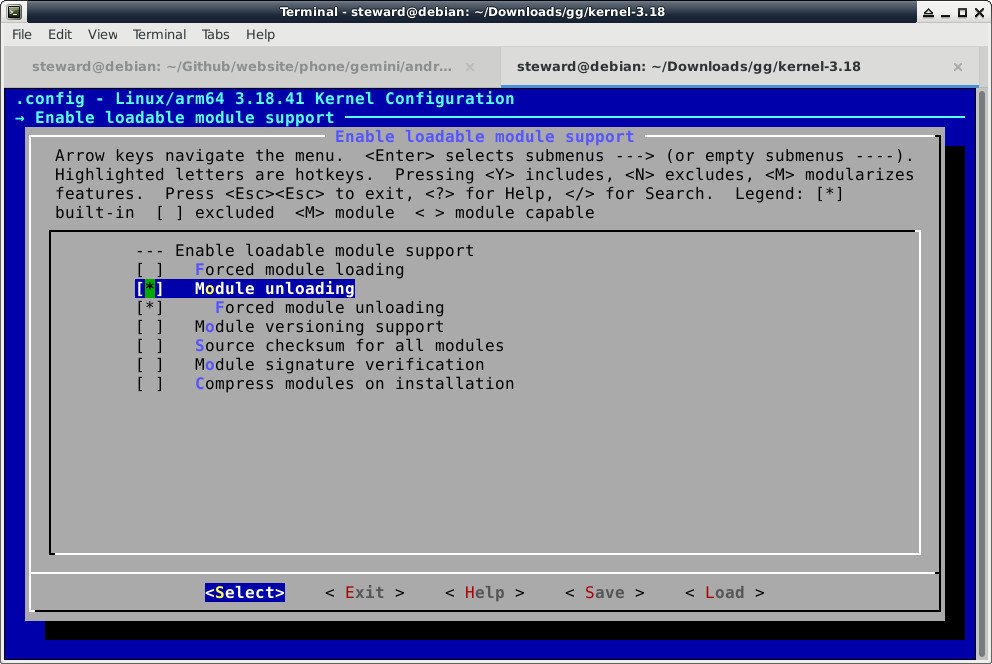 Terminal - steward@debian: ~/Downloads/gg/kernel-3.18
File Edit View Terminal Tabs Help
steward@debian: ~/Github/website/phone/gemini/andr... × steward@debian: ~/Downloads/gg/kernel-3.18 ×
.config - Linux/arm64 3.18.41 Kernel Configuration
→ Enable loadable module support
Enable loadable module support
Arrow keys navigate the menu.  <Enter> selects submenus ---> (or empty submenus ----).
Highlighted letters are hotkeys.  Pressing <Y> includes, <N> excludes, <M> modularizes
features.  Press <Esc><Esc> to exit, <?> for Help, </> for Search.  Legend: [*]
built-in  [ ] excluded  <M> module  < > module capable
--- Enable loadable module support
[ ]   Forced module loading
[*]   Module unloading
[*]     Forced module unloading
[ ]   Module versioning support
[ ]   Source checksum for all modules
[ ]   Module signature verification
[ ]   Compress modules on installation
<Select>    < Exit >    < Help >    < Save >    < Load >